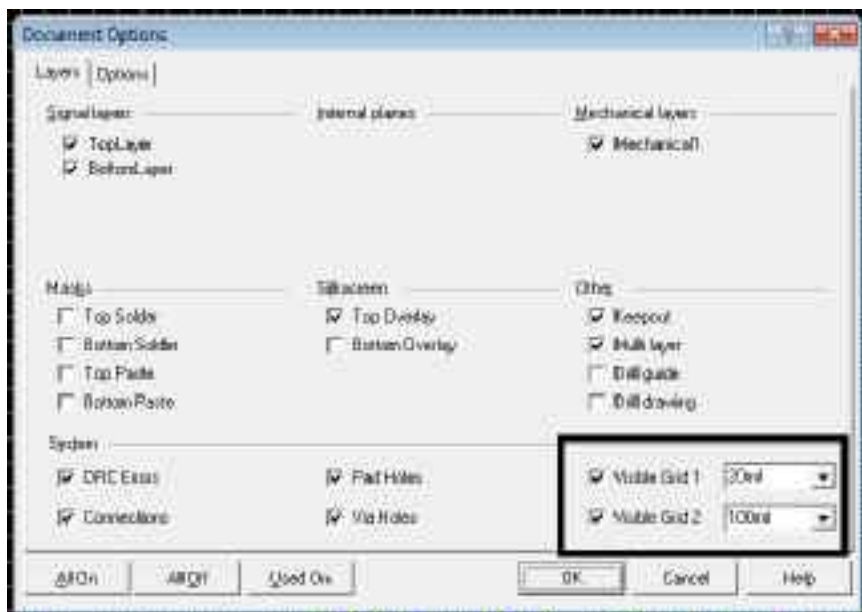 Document Options
Layers Options
Signal layers Internal planes Mechanical layers
TopLayer Mechanical1
BottomLayer
Masks Silkscreen Other
Top Solder Top Overlay Keepout
Bottom Solder Bottom Overlay Multi layer
Top Paste Drill guide
Bottom Paste Drill drawing
System
DRC Errors Pad Holes Visible Grid 1 20mil
Connections Via Holes Visible Grid 2 100mil
All On All Off Used On OK Cancel Help